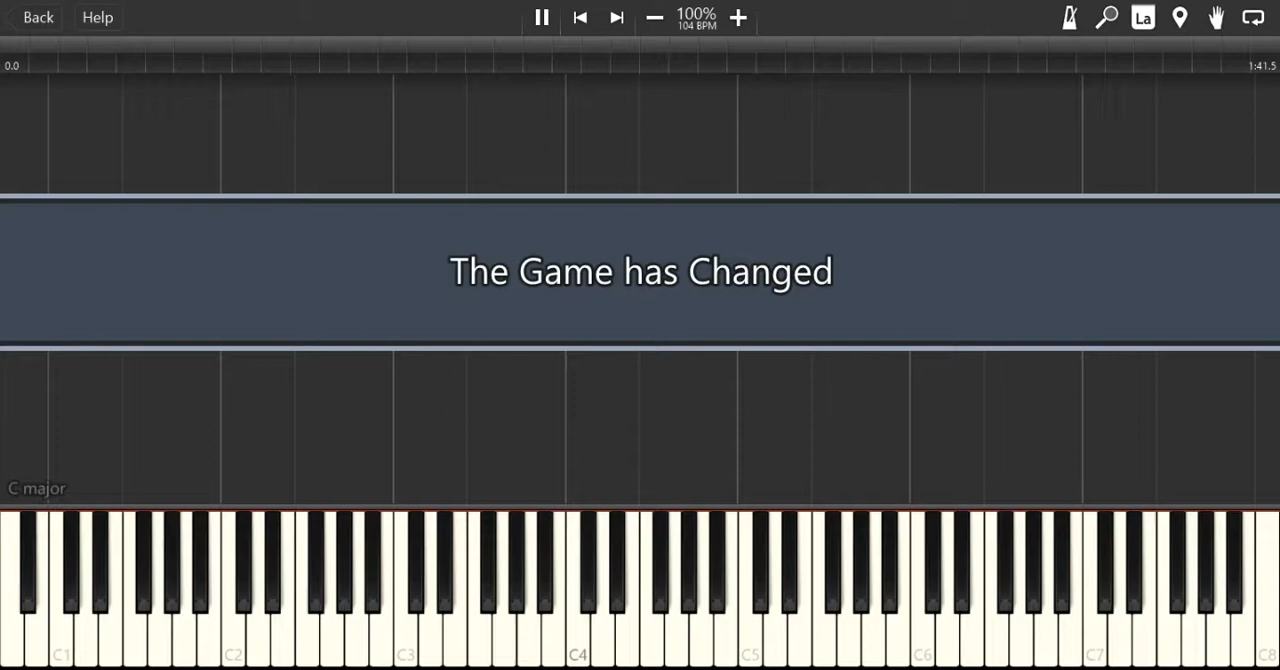 Back Help 100% La
104 BPM
0.0 1:41.5
The Game has Changed
C major
C1 C2 C3 C4 C5 C6 C7 C8